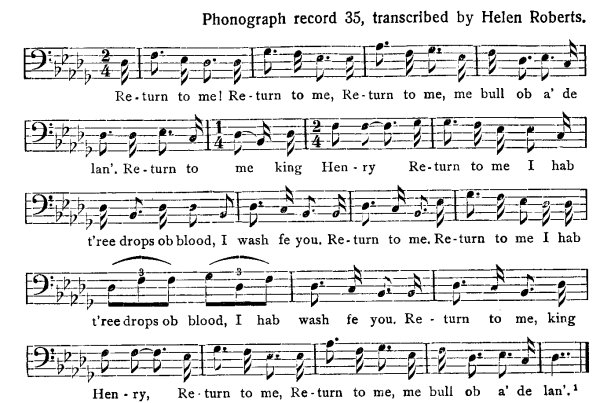 Phonograph record 35, transcribed by Helen Roberts.
2/4
Re-turn to me! Re-turn to me, Re-turn to me, me bull ob a' de
1/4 2/4
lan'. Re-turn to me king Hen-ry Re-turn to me I hab
t'ree drops ob blood, I wash fe you. Re-turn to me. Re-turn to me I hab
3 3
t'ree drops ob blood, I hab wash fe you. Re-turn to me, king
Hen-ry, Re-turn to me, Re-turn to me, me bull ob a' de lan'.¹